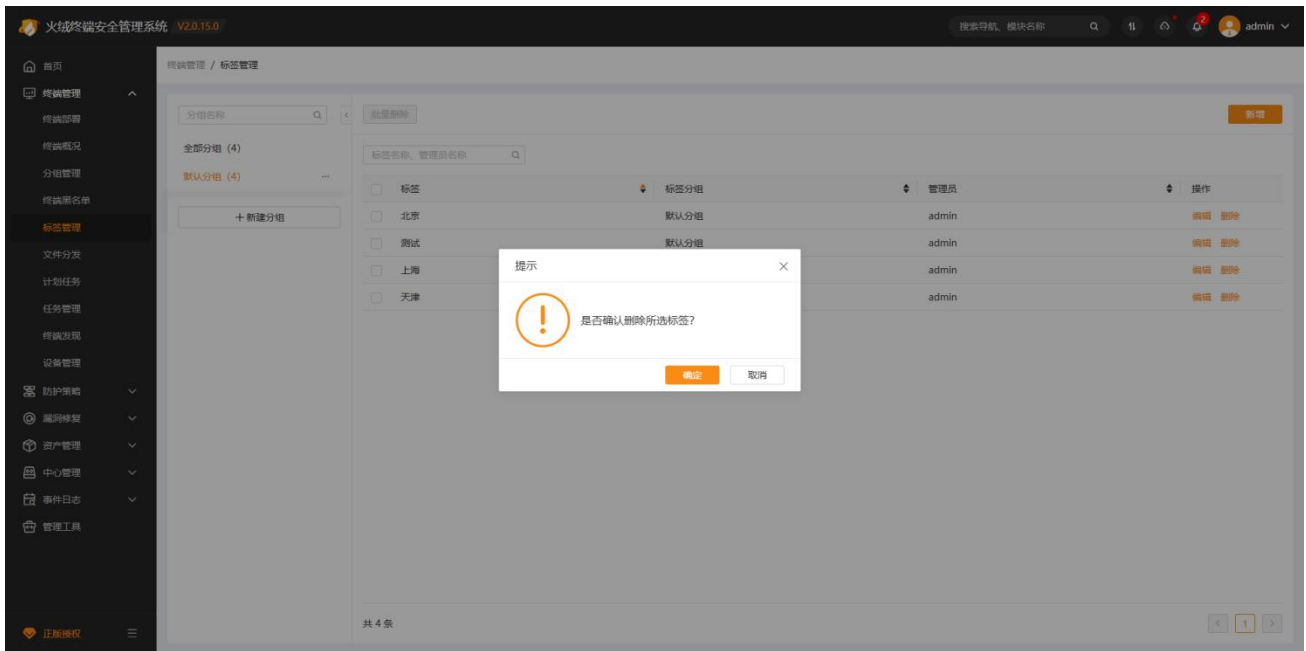 火绒终端安全管理系统 V2.0.15.0
搜索导航、模块名称
2
admin
首页
终端管理
终端部署
终端概况
分组管理
终端黑名单
标签管理
文件分发
计划任务
任务管理
终端发现
设备管理
防护策略
漏洞修复
资产管理
中心管理
事件日志
管理工具
正版授权
终端管理 / 标签管理
分组名称
全部分组 (4)
默认分组 (4) ...
+ 新建分组
批量删除
新增
标签名称、管理员名称
标签 标签分组 管理员 操作
北京 默认分组 admin 编辑 删除
测试 默认分组 admin 编辑 删除
上海 admin 编辑 删除
天津 admin 编辑 删除
提示
是否确认删除所选标签?
确定 取消
共 4 条
< 1 >